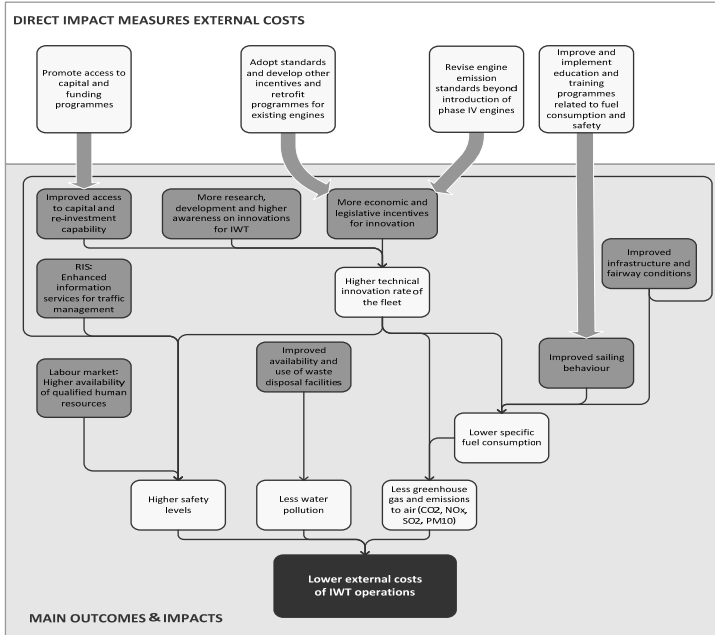 DIRECT IMPACT MEASURES EXTERNAL COSTS
Promote access to
capital and
funding
programmes
Adopt standards
and develop other
incentives and
retrofit
programmes for
existing engines
Revise engine
emission
standards beyond
introduction of
phase IV engines
Improve and
implement
education and
training
programmes
related to fuel
consumption and
safety
Improved access
to capital and
re-investment
capability
More research,
development and higher
awareness on innovations
for IWT
More economic and
legislative incentives
for innovation
Improved
infrastructure and
fairway conditions
RIS:
Enhanced
information
services for traffic
management
Higher technical
innovation rate of
the fleet
Improved
availability and
use of waste
disposal facilities
Improved sailing
behaviour
Labour market:
Higher availability
of qualified human
resources
Lower specific
fuel consumption
Higher safety
levels
Less water
pollution
Less greenhouse
gas and emissions
to air (CO2, NOx,
SO2, PM10)
Lower external costs
of IWT operations
MAIN OUTCOMES & IMPACTS